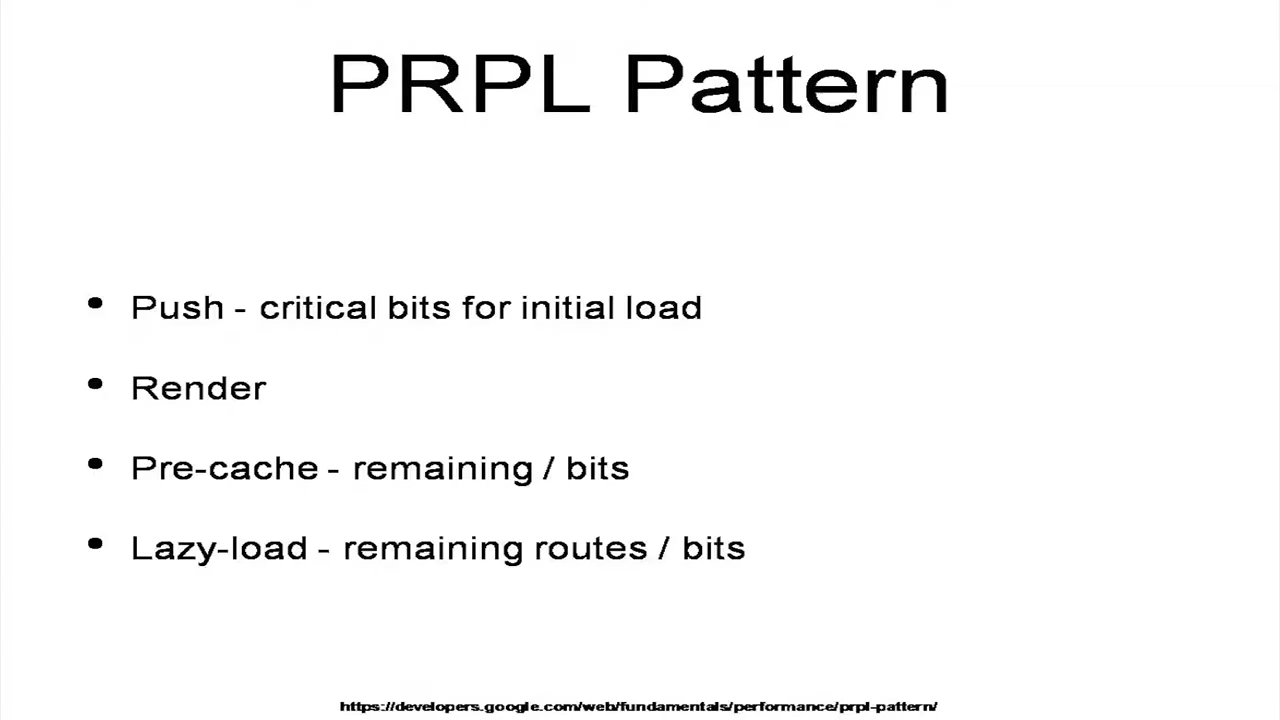 PRPL Pattern
• Push - critical bits for initial load
• Render
• Pre-cache - remaining / bits
• Lazy-load - remaining routes / bits
https://developers.google.com/web/fundamentals/performance/prpl-pattern/